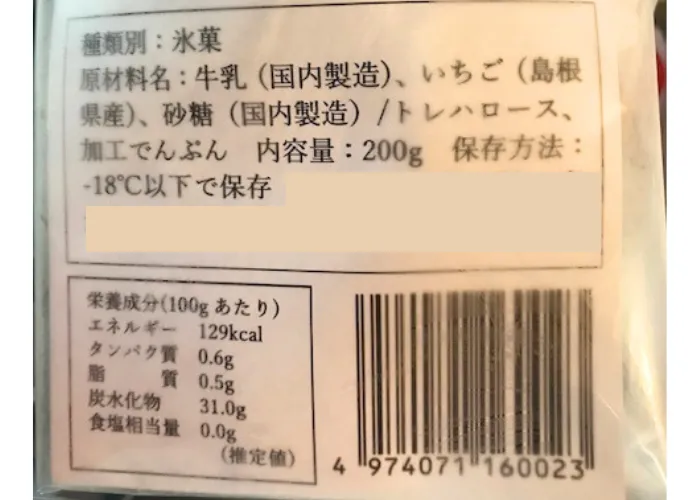 種類別：氷菓
原材料名：牛乳（国内製造）、いちご（島根
県産）、砂糖（国内製造）/トレハロース、
加工でんぷん　内容量：200g　保存方法：
-18℃以下で保存
栄養成分(100gあたり)
エネルギー 129kcal
タンパク質 0.6g
脂　質 0.5g
炭水化物 31.0g
食塩相当量 0.0g
（推定値）
4 974071 160023